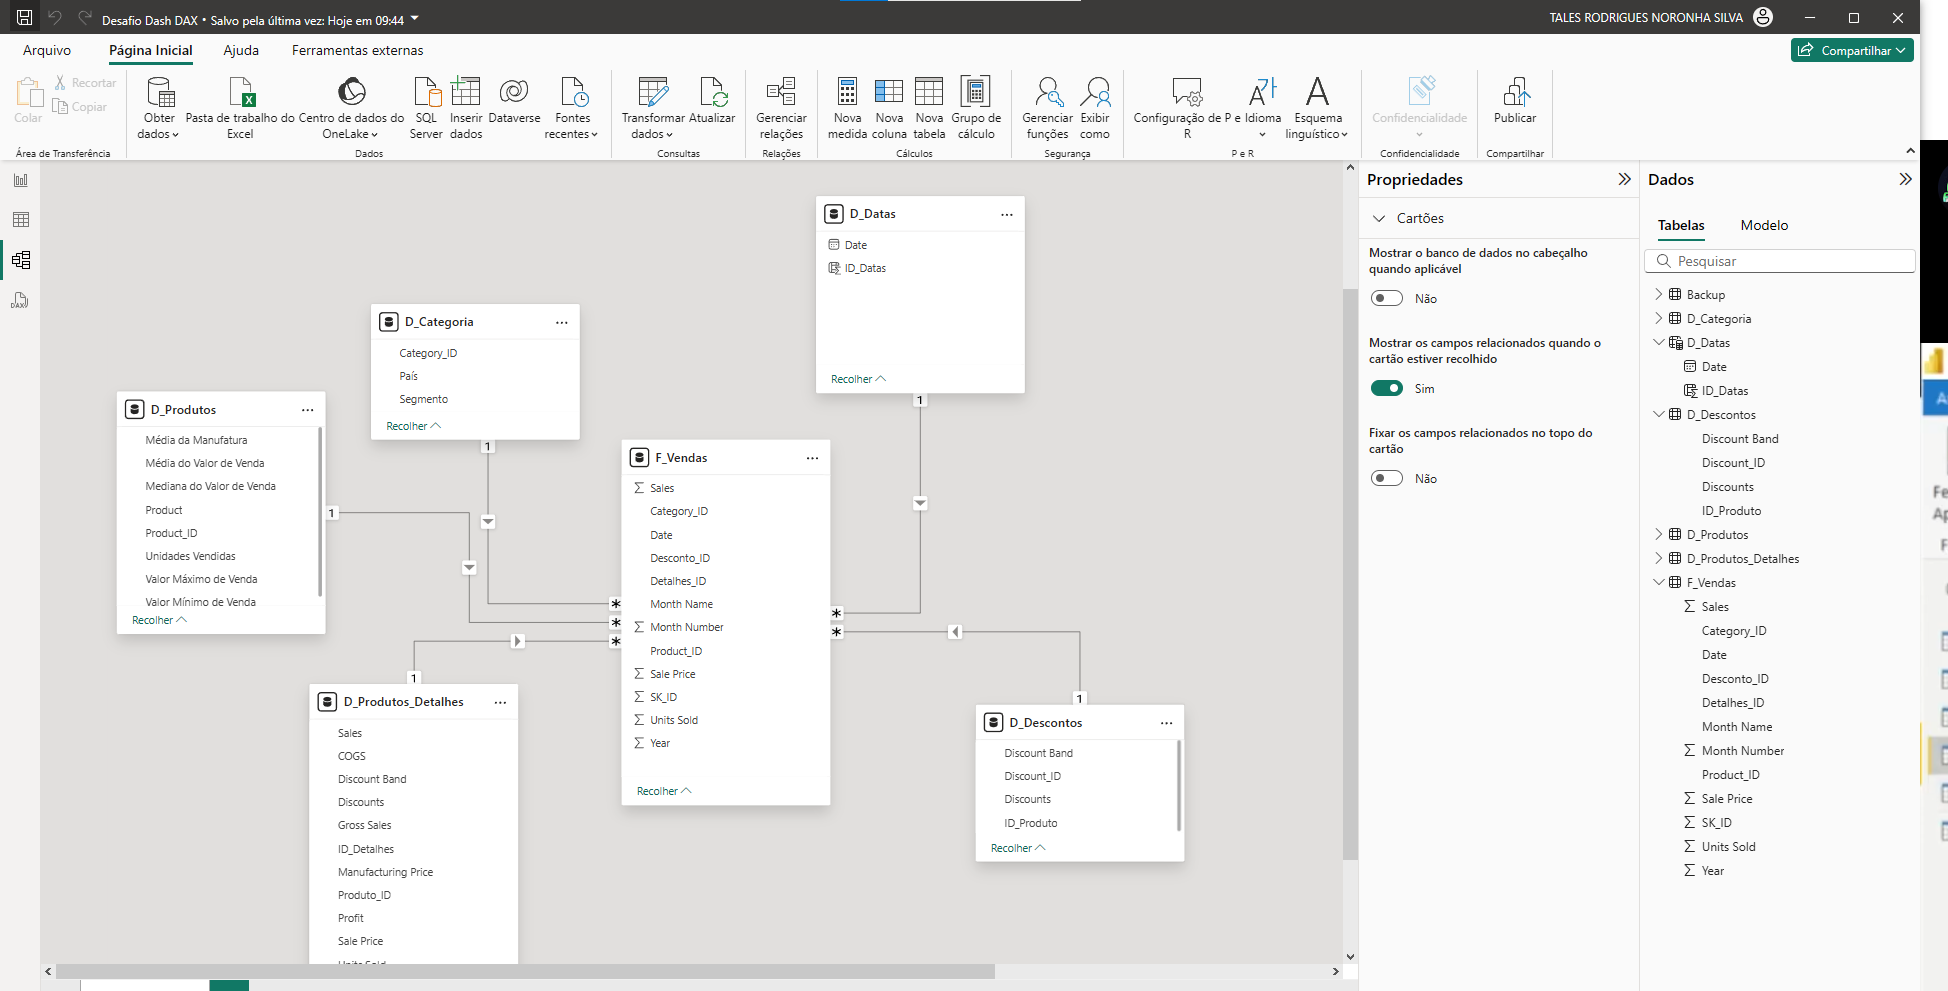 Desafio Dash DAX • Salvo pela última vez: Hoje em 09:44
TALES RODRIGUES NORONHA SILVA
Arquivo
Página Inicial
Ajuda
Ferramentas externas
Compartilhar
Colar
Recortar
Copiar
Área de Transferência
Obter dados
Pasta de trabalho do Excel
Centro de dados do OneLake
SQL Server
Inserir dados
Dataverse
Fontes recentes
Dados
Transformar dados
Atualizar
Consultas
Gerenciar relações
Relações
Nova medida
Nova coluna
Nova tabela
Grupo de cálculo
Cálculos
Gerenciar funções
Exibir como
Segurança
Configuração de P e R
Idioma
Esquema linguístico
P e R
Confidencialidade
Confidencialidade
Publicar
Compartilhar
DAX
D_Datas
Date
ID_Datas
Recolher
1
D_Categoria
Category_ID
País
Segmento
Recolher
1
D_Produtos
Média da Manufatura
Média do Valor de Venda
Mediana do Valor de Venda
Product
Product_ID
Unidades Vendidas
Valor Máximo de Venda
Valor Mínimo de Venda
Recolher
1
F_Vendas
Sales
Category_ID
Date
Desconto_ID
Detalhes_ID
Month Name
Month Number
Product_ID
Sale Price
SK_ID
Units Sold
Year
Recolher
*
*
*
*
*
1
D_Produtos_Detalhes
Sales
COGS
Discount Band
Discounts
Gross Sales
ID_Detalhes
Manufacturing Price
Produto_ID
Profit
Sale Price
Units Sold
1
D_Descontos
Discount Band
Discount_ID
Discounts
ID_Produto
Recolher
Propriedades
Cartões
Mostrar o banco de dados no cabeçalho
quando aplicável
Não
Mostrar os campos relacionados quando o
cartão estiver recolhido
Sim
Fixar os campos relacionados no topo do
cartão
Não
Dados
Tabelas
Modelo
Pesquisar
Backup
D_Categoria
D_Datas
Date
ID_Datas
D_Descontos
Discount Band
Discount_ID
Discounts
ID_Produto
D_Produtos
D_Produtos_Detalhes
F_Vendas
Sales
Category_ID
Date
Desconto_ID
Detalhes_ID
Month Name
Month Number
Product_ID
Sale Price
SK_ID
Units Sold
Year